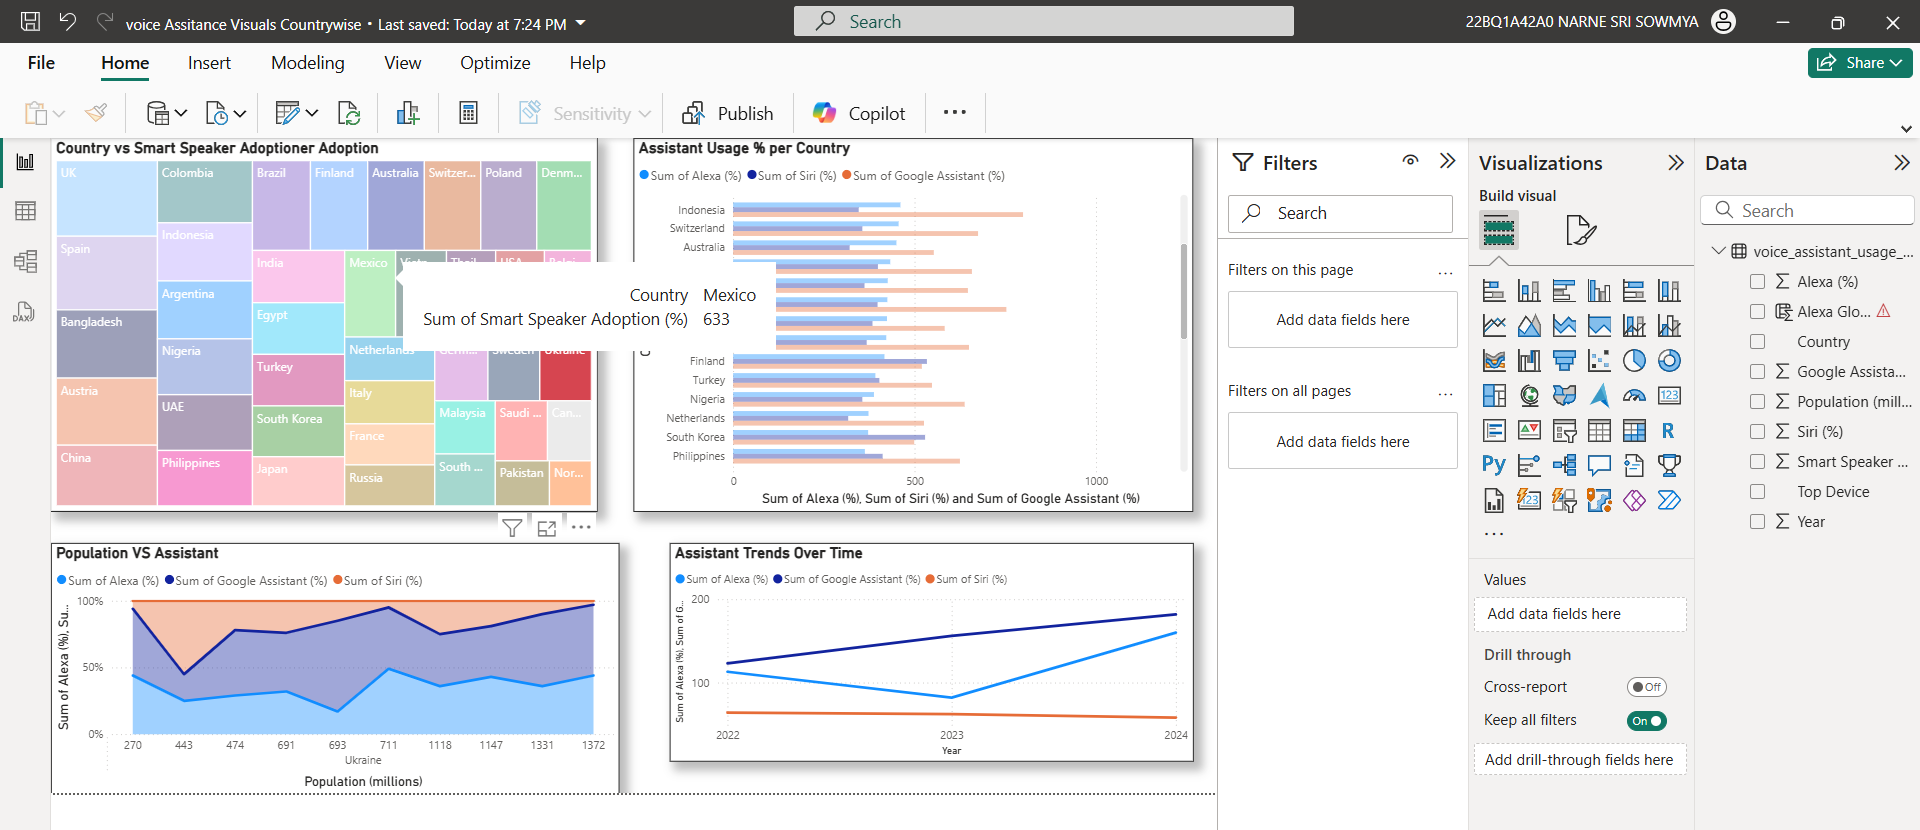 voice Assitance Visuals Countrywise • Last saved: Today at 7:24 PM
Search
22BQ1A42A0 NARNE SRI SOWMYA
File
Home
Insert
Modeling
View
Optimize
Help
Share
Sensitivity
Publish
Copilot
Country vs Smart Speaker Adoptioner Adoption
UK
Colombia
Brazil
Finland
Australia
Switzer...
Poland
Denm...
Spain
Indonesia
India
Mexico
Argentina
Egypt
Bangladesh
Nigeria
Netherlands
Turkey
Austria
UAE
Italy
South Korea
Malaysia
Saudi ...
Can...
France
China
Philippines
Japan
Russia
South ...
Pakistan
Nor...
Country Mexico
Sum of Smart Speaker Adoption (%) 633
Assistant Usage % per Country
Sum of Alexa (%) Sum of Siri (%) Sum of Google Assistant (%)
Indonesia
Switzerland
Australia
Finland
Turkey
Nigeria
Netherlands
South Korea
Philippines
0 500 1000
Sum of Alexa (%), Sum of Siri (%) and Sum of Google Assistant (%)
Population VS Assistant
Sum of Alexa (%) Sum of Google Assistant (%) Sum of Siri (%)
Sum of Alexa (%), Su...
100%
50%
0%
270 443 474 691 693 711 1118 1147 1331 1372
Ukraine
Population (millions)
Assistant Trends Over Time
Sum of Alexa (%) Sum of Google Assistant (%) Sum of Siri (%)
Sum of Alexa (%), Sum of G...
200
100
2022 2023 2024
Year
Filters
Search
Filters on this page
...
Add data fields here
Filters on all pages
...
Add data fields here
Visualizations
Build visual
123
R
Py
123
...
Values
Add data fields here
Drill through
Cross-report
Off
Keep all filters
On
Add drill-through fields here
Data
Search
voice_assistant_usage_...
Alexa (%)
Alexa Glo...
Country
Google Assista...
Population (mill...
Siri (%)
Smart Speaker ...
Top Device
Year
DAX